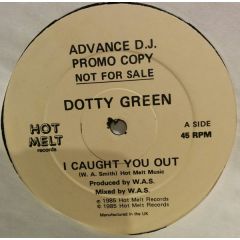 ADVANCE D.J.
PROMO COPY
NOT FOR SALE
DOTTY GREEN
HOT
MELT
records
A SIDE
45 RPM
I CAUGHT YOU OUT
(W. A. Smith) Hot Melt Music
Produced by W.A.S.
Mixed by W.A.S.
℗ 1985 Hot Melt Records
© 1985 Hot Melt Records
Manufactured in the UK